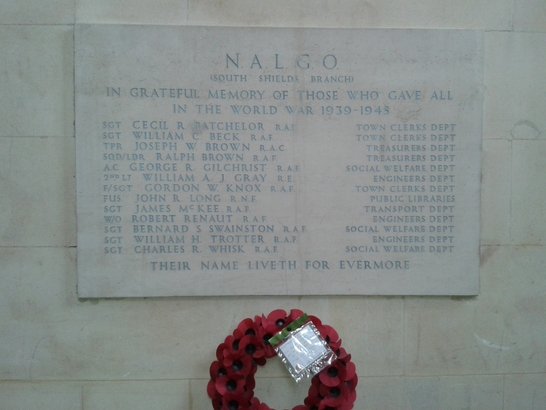 N.A.L.G.O
(SOUTH SHIELDS BRANCH)
IN GRATEFUL MEMORY OF THOSE WHO GAVE ALL
IN THE WORLD WAR 1939-1945
SGT CECIL R. BATCHELOR R.A.F. TOWN CLERKS DEPT
SGT WILLIAM C. BECK R.A.F. TOWN CLERKS DEPT
TPR JOSEPH W. BROWN R.A.C. TREASURERS DEPT
SQD/LDR RALPH BROWN R.A.F. TREASURERS DEPT
A.C. GEORGE R. GILCHRIST R.A.F. SOCIAL WELFARE DEPT
2ND LT WILLIAM A. J. GRAY R.E. ENGINEERS DEPT
F/SGT GORDON W. KNOX R.A.F. TOWN CLERKS DEPT
FUS JOHN R. LONG R.N.F. PUBLIC LIBRARIES
SGT JAMES McKEE R.A.F. TRANSPORT DEPT
W/O ROBERT RENAUT R.A.F. ENGINEERS DEPT
SGT BERNARD S. SWAINSTON R.A.F. SOCIAL WELFARE DEPT
SGT WILLIAM H. TROTTER R.A.F. ENGINEERS DEPT
SGT CHARLES R. WHISK R.A.F. SOCIAL WELFARE DEPT
THEIR NAME LIVETH FOR EVERMORE